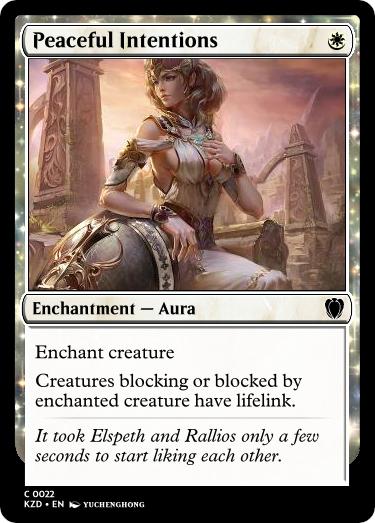 Peaceful Intentions
Enchantment — Aura
Enchant creature
Creatures blocking or blocked by
enchanted creature have lifelink.
It took Elspeth and Rallios only a few
seconds to start liking each other.
C 0022
KZD • EN YUCHENGHONG